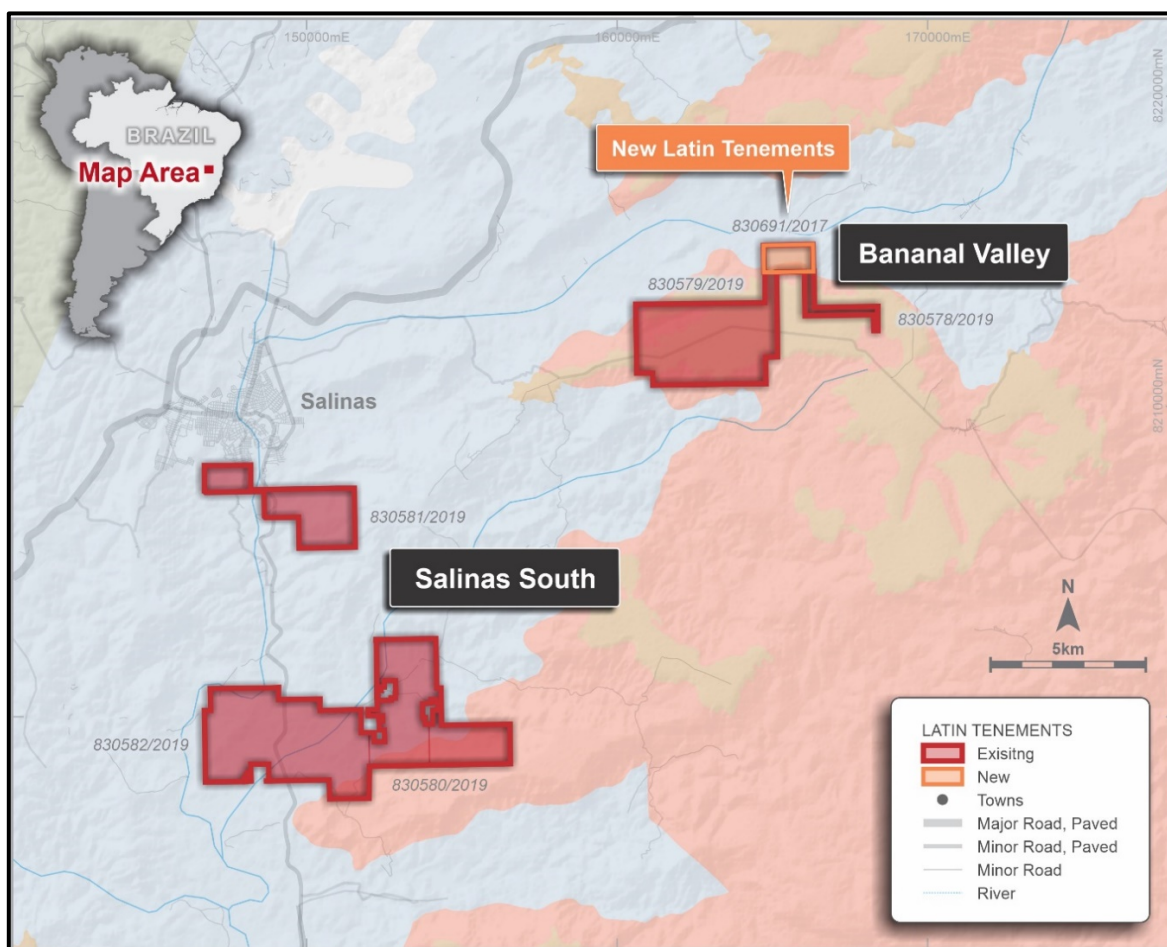 150000mE
160000mE
170000mE
8220000mN
BRAZIL
Map Area
New Latin Tenements
830691/2017
Bananal Valley
830579/2019
830578/2019
Salinas
8210000mN
830581/2019
Salinas South
N
5km
830582/2019
830580/2019
LATIN TENEMENTS
Exisitng
New
Towns
Major Road, Paved
Minor Road, Paved
Minor Road
River